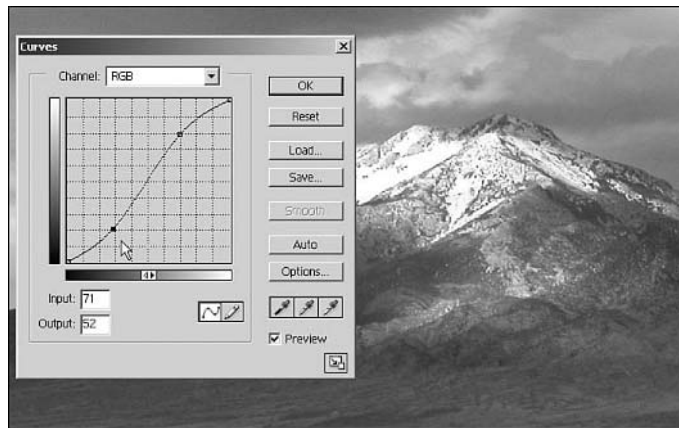 Curves
Channel: RGB
OK
Reset
Load...
Save...
Smooth
Auto
Options...
Input: 71
Output: 52
Preview